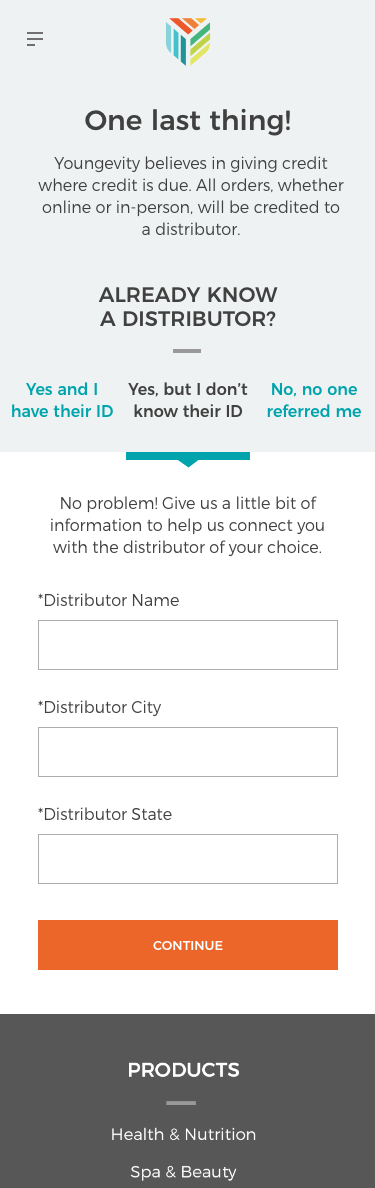 One last thing!
Youngevity believes in giving credit
where credit is due. All orders, whether
online or in-person, will be credited to
a distributor.
ALREADY KNOW
A DISTRIBUTOR?
Yes and I
have their ID
Yes, but I don't
know their ID
No, no one
referred me
No problem! Give us a little bit of
information to help us connect you
with the distributor of your choice.
*Distributor Name
*Distributor City
*Distributor State
CONTINUE
PRODUCTS
Health & Nutrition
Spa & Beauty